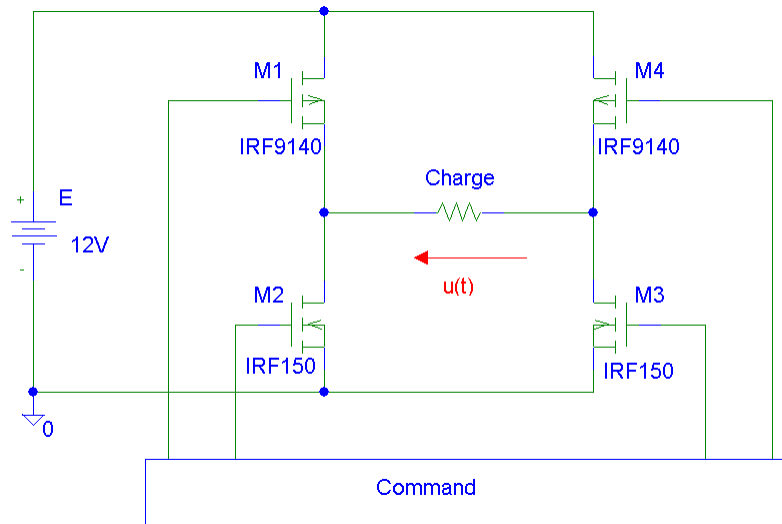 M1
M4
IRF9140
IRF9140
Charge
+
E
12V
-
u(t)
M2
M3
IRF150
IRF150
0
Command